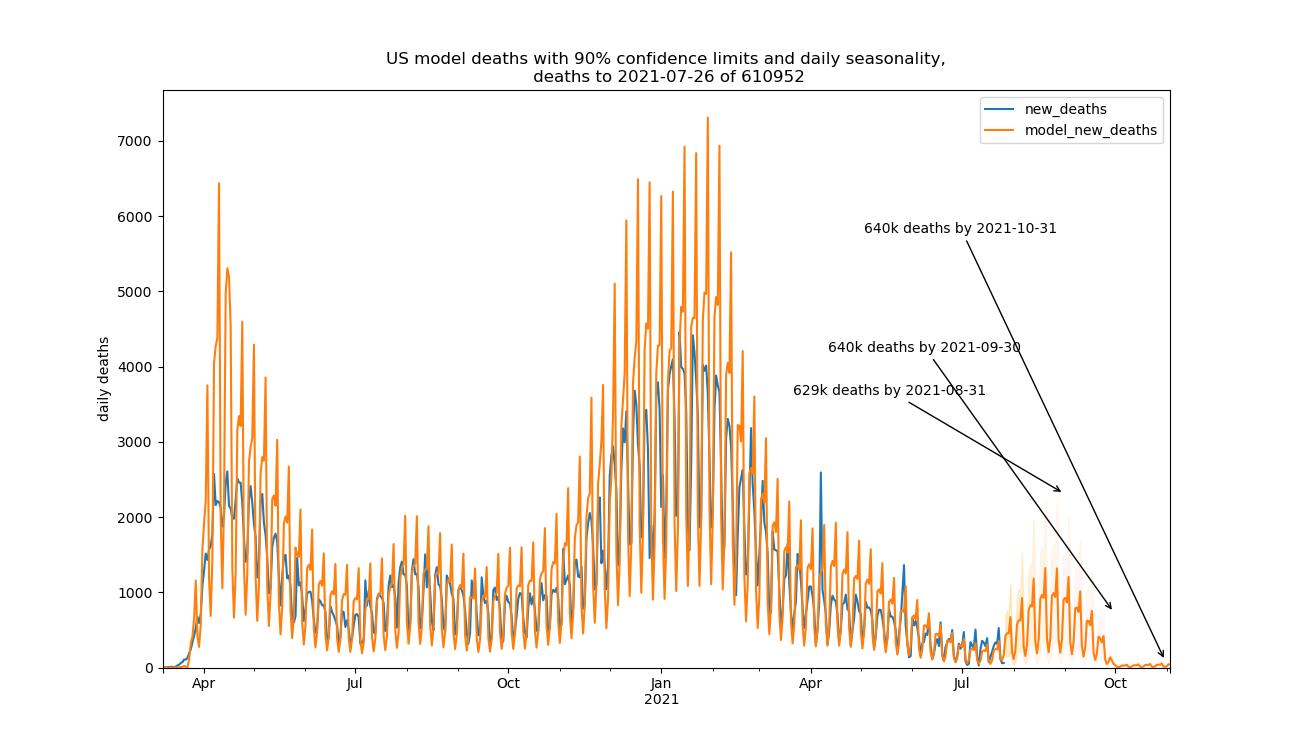 US model deaths with 90% confidence limits and daily seasonality,
deaths to 2021-07-26 of 610952
new_deaths
model_new_deaths
7000
6000
5000
4000
3000
2000
1000
0
daily deaths
640k deaths by 2021-10-31
640k deaths by 2021-09-30
629k deaths by 2021-08-31
Apr Jul Oct Jan Apr Jul Oct
2021